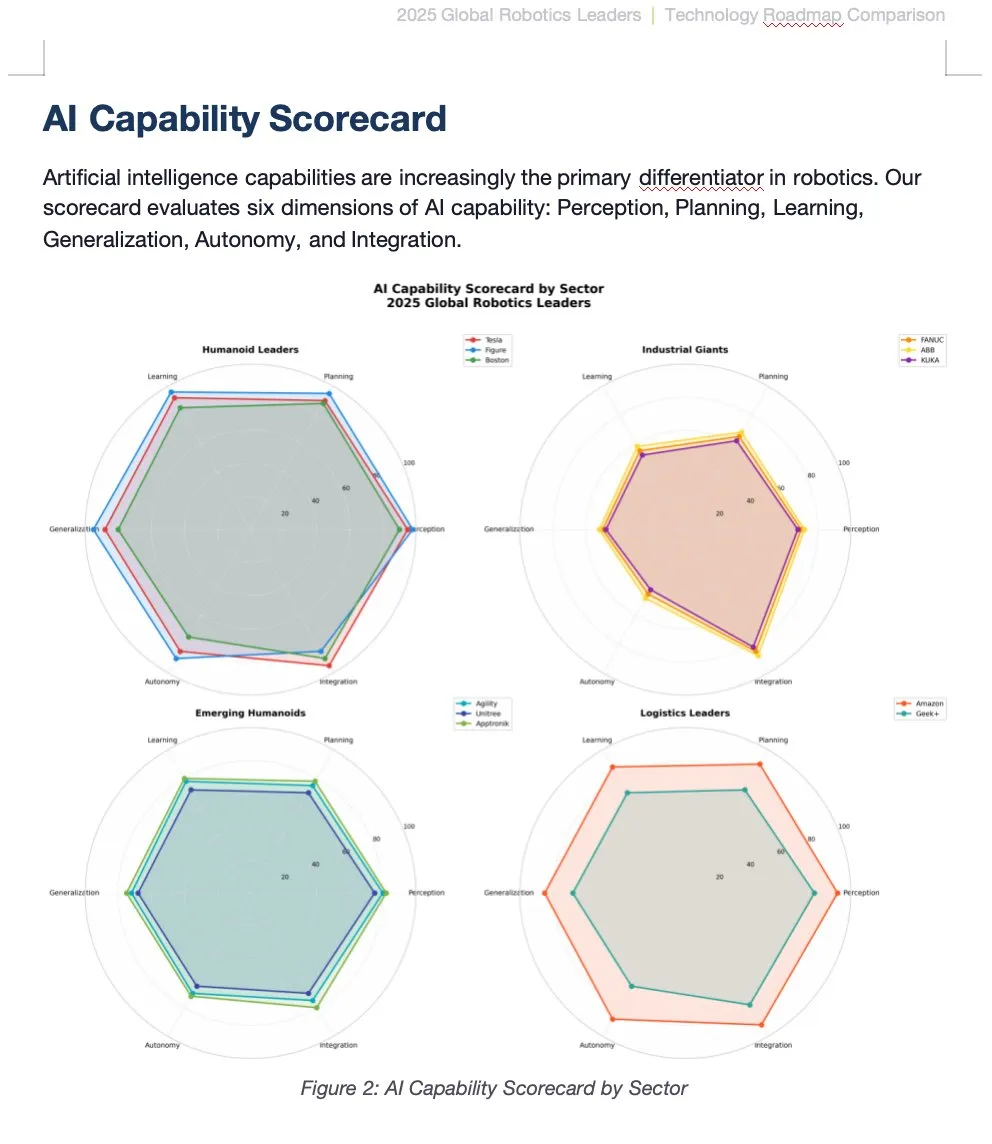 2025 Global Robotics Leaders | Technology Roadmap Comparison
AI Capability Scorecard
Artificial intelligence capabilities are increasingly the primary differentiator in robotics. Our
scorecard evaluates six dimensions of AI capability: Perception, Planning, Learning,
Generalization, Autonomy, and Integration.
AI Capability Scorecard by Sector
2025 Global Robotics Leaders
Humanoid Leaders
Tesla
Figure
Boston
Learning
Planning
100
80
60
40
20
Generalization
Perception
Autonomy
Integration
Industrial Giants
FANUC
ABB
KUKA
Learning
Planning
100
80
60
40
20
Generalization
Perception
Autonomy
Integration
Emerging Humanoids
Agility
Unitree
Apptronik
Learning
Planning
100
80
60
40
20
Generalization
Perception
Autonomy
Integration
Logistics Leaders
Amazon
Geek+
Learning
Planning
100
80
60
40
20
Generalization
Perception
Autonomy
Integration
Figure 2: AI Capability Scorecard by Sector